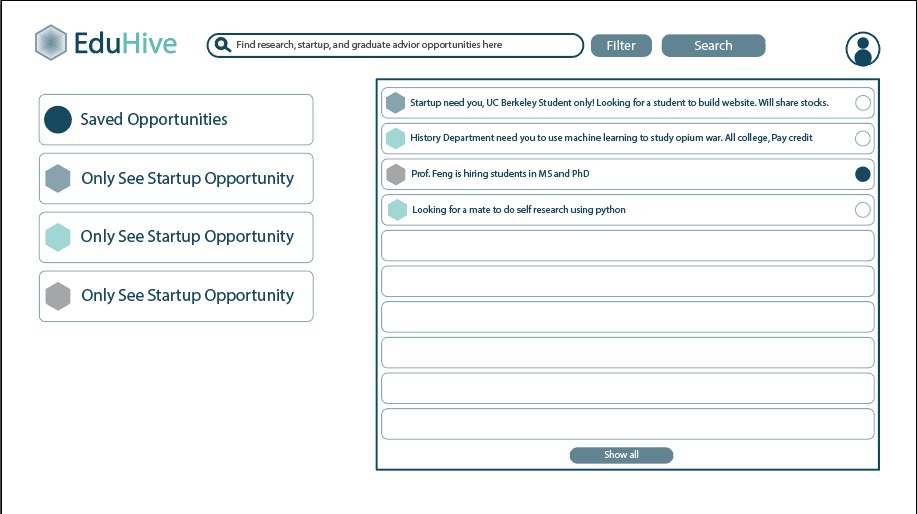 EduHive
Find research, startup, and graduate advior opportunities here
Filter
Search
Saved Opportunities
Only See Startup Opportunity
Only See Startup Opportunity
Only See Startup Opportunity
Startup need you, UC Berkeley Student only! Looking for a student to build website. Will share stocks.
History Department need you to use machine learning to study opium war. All college, Pay credit
Prof. Feng is hiring students in MS and PhD
Looking for a mate to do self research using python
Show all